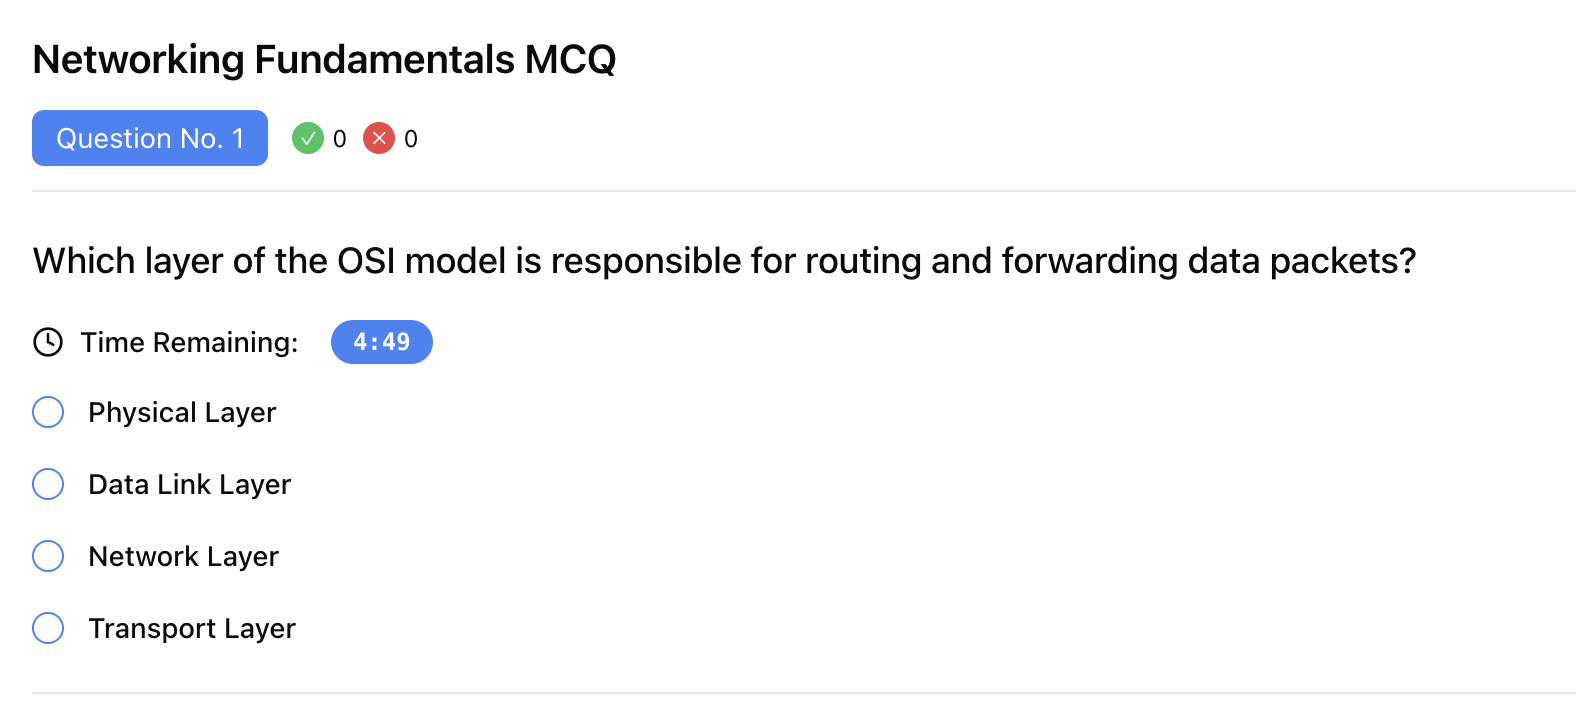 Networking Fundamentals MCQ
Question No. 1 0 0
Which layer of the OSI model is responsible for routing and forwarding data packets?
Time Remaining: 4:49
Physical Layer
Data Link Layer
Network Layer
Transport Layer